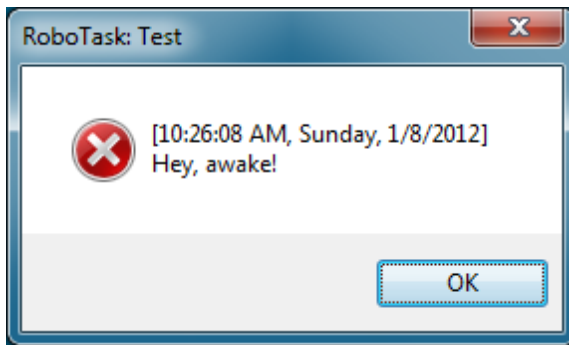 RoboTask: Test
[10:26:08 AM, Sunday, 1/8/2012]
Hey, awake!
OK